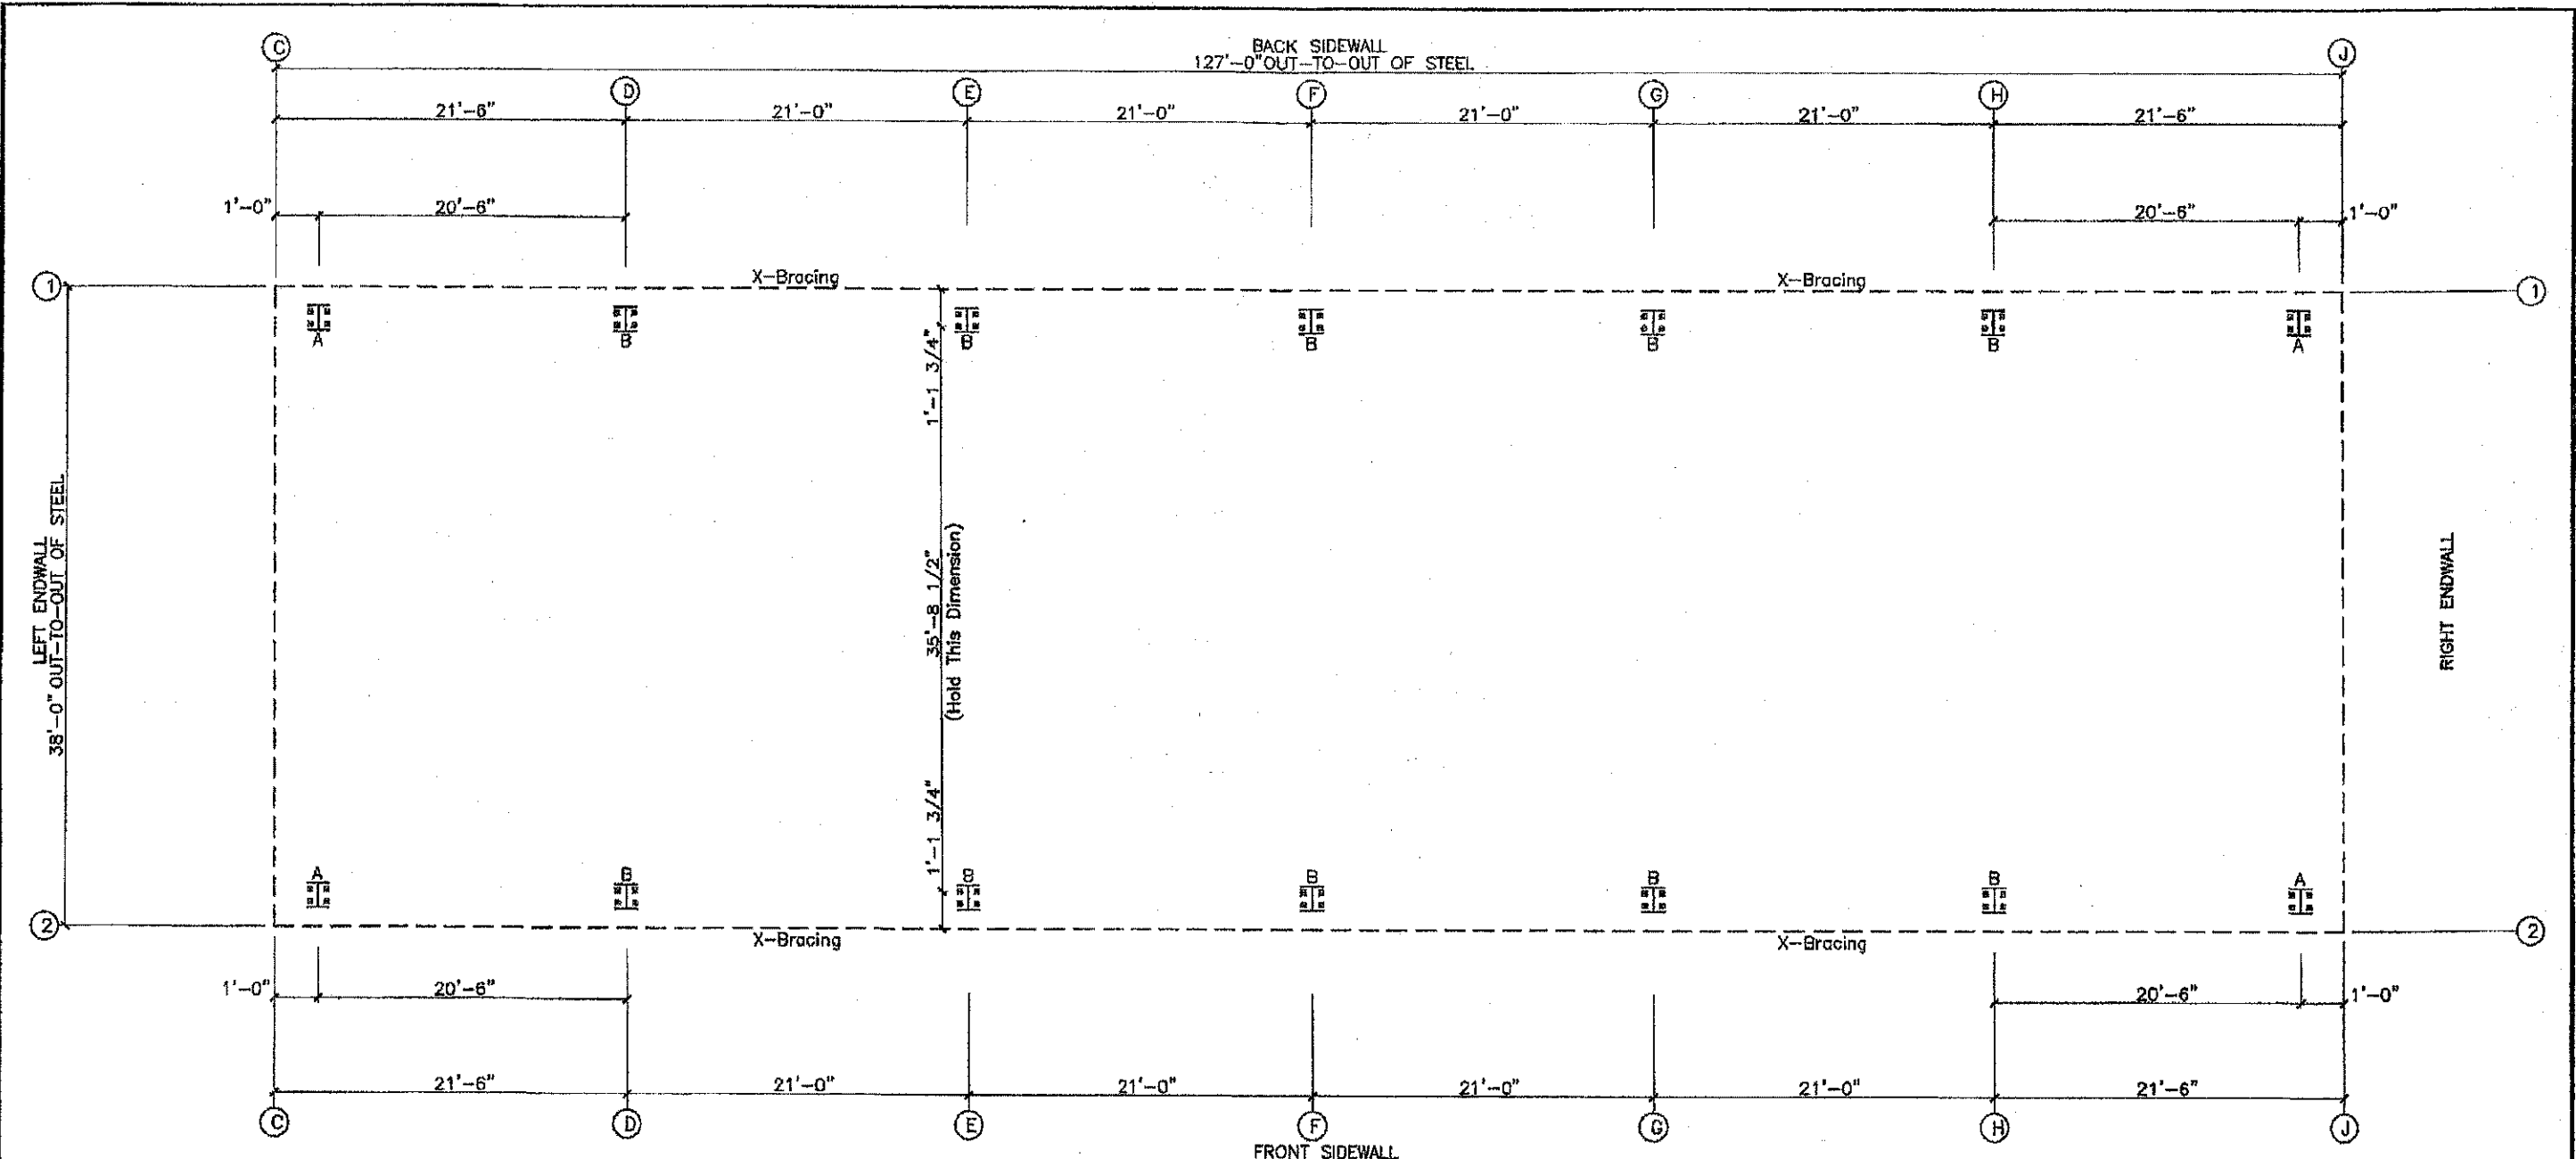 C
J
BACK SIDEWALL
127'-0" OUT-TO-OUT OF STEEL
D
E
F
G
H
21'-6"
21'-0"
21'-0"
21'-0"
21'-0"
21'-6"
1'-0"
20'-6"
20'-6"
1'-0"
1
X-Bracing
X-Bracing
1
A
B
B
B
B
B
A
1'-1 3/4"
LEFT ENDWALL
38'-0" OUT-TO-OUT OF STEEL
35'-8 1/2"
(Hold This Dimension)
RIGHT ENDWALL
1'-1 3/4"
A
B
B
B
B
B
A
2
X-Bracing
X-Bracing
2
1'-0"
20'-6"
20'-6"
1'-0"
21'-6"
21'-0"
21'-0"
21'-0"
21'-0"
21'-6"
C
D
E
F
G
H
J
FRONT SIDEWALL